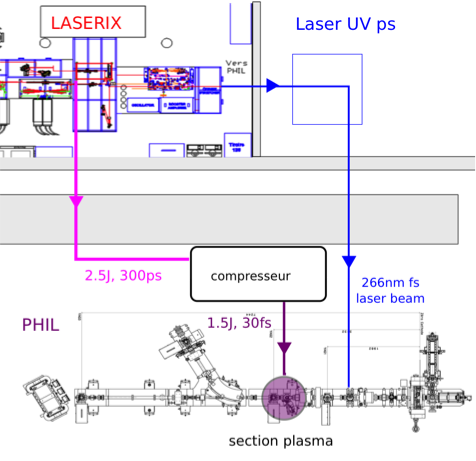 LASERIX
Laser UV ps
Vers
PHIL
2.5J, 300ps
compresseur
266nm fs
laser beam
PHIL
1.5J, 30fs
section plasma